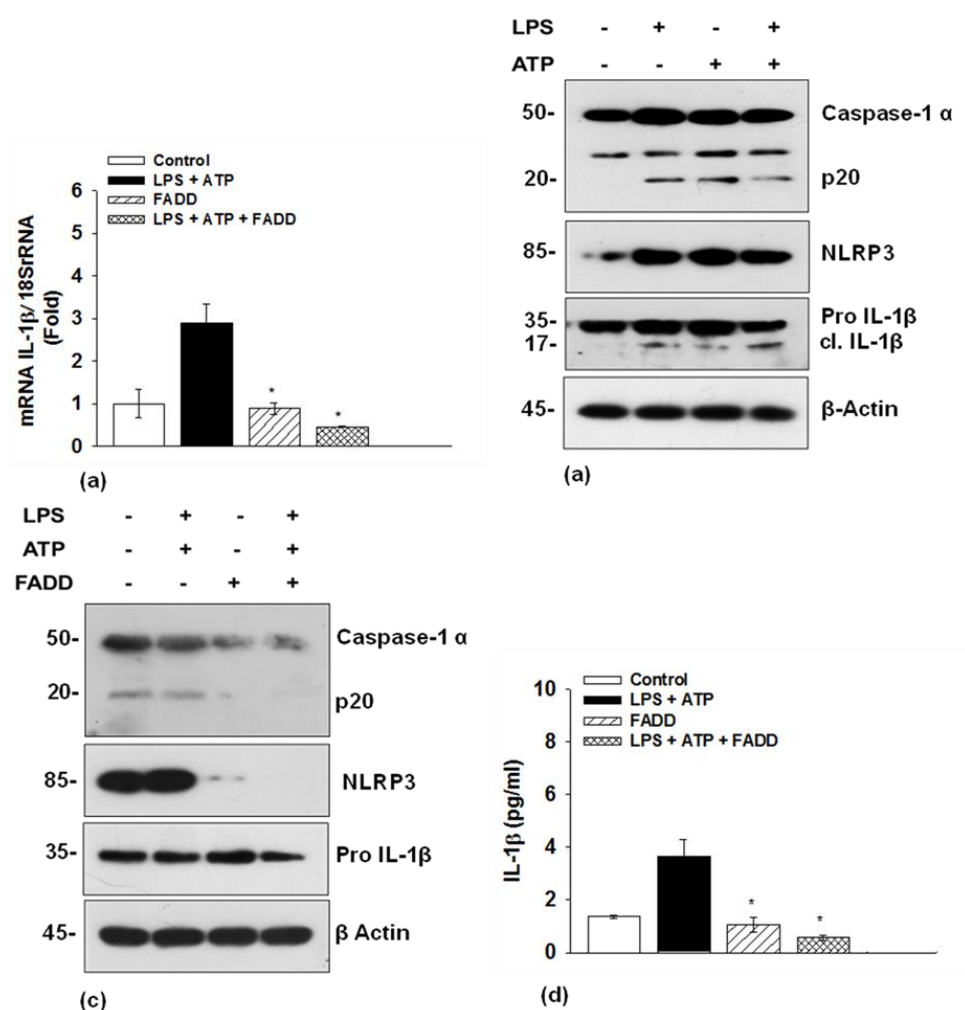 Control
LPS + ATP
FADD
LPS + ATP + FADD
6
5
4
3
2
1
0
mRNA IL-1β/ 18SrRNA
(Fold)
*
*
(a)
LPS - + - +
ATP - - + +
50- Caspase-1 α
20- p20
85- NLRP3
35- Pro IL-1β
17- cl. IL-1β
45- β-Actin
(a)
LPS - + - +
ATP - + - +
FADD - - + +
50- Caspase-1 α
20- p20
85- NLRP3
35- Pro IL-1β
45- β Actin
(c)
Control
LPS + ATP
FADD
LPS + ATP + FADD
10
8
6
4
2
0
IL-1β (pg/ml)
*
*
(d)